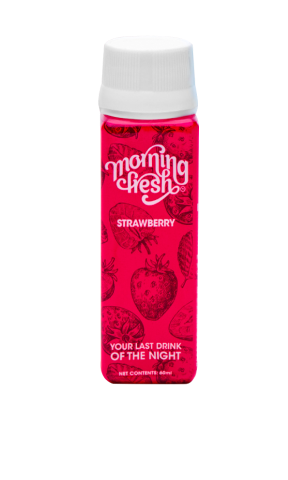 morning
fresh
STRAWBERRY
YOUR LAST DRINK
OF THE NIGHT
NET CONTENTS: 60ml